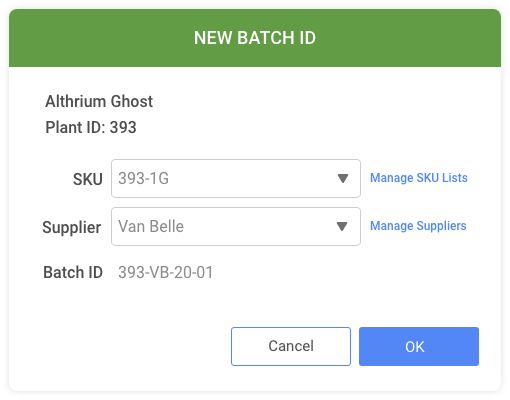 NEW BATCH ID
Althrium Ghost
Plant ID: 393
SKU 393-1G Manage SKU Lists
Supplier Van Belle Manage Suppliers
Batch ID 393-VB-20-01
Cancel OK